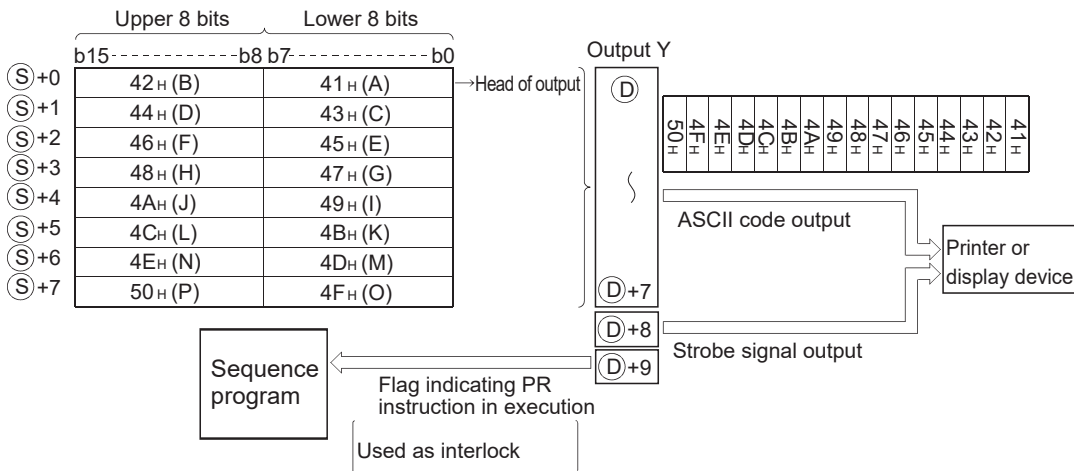 Upper 8 bits Lower 8 bits
b15 b8 b7 b0
Output Y
Ⓢ+0 42H (B) 41H (A) →Head of output
Ⓢ+1 44H (D) 43H (C)
Ⓢ+2 46H (F) 45H (E)
Ⓢ+3 48H (H) 47H (G)
Ⓢ+4 4AH (J) 49H (I)
Ⓢ+5 4CH (L) 4BH (K)
Ⓢ+6 4EH (N) 4DH (M)
Ⓢ+7 50H (P) 4FH (O)
Ⓓ
Ⓓ+7
Ⓓ+8
Ⓓ+9
50H 4FH 4EH 4DH 4CH 4BH 4AH 49H 48H 47H 46H 45H 44H 43H 42H 41H
ASCII code output
Printer or
display device
Strobe signal output
Sequence
program
Flag indicating PR
instruction in execution
Used as interlock